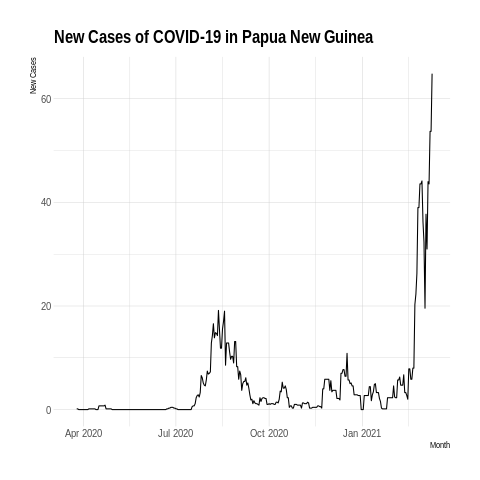 New Cases of COVID-19 in Papua New Guinea
New Cases
60
40
20
0
Apr 2020 Jul 2020 Oct 2020 Jan 2021
Month